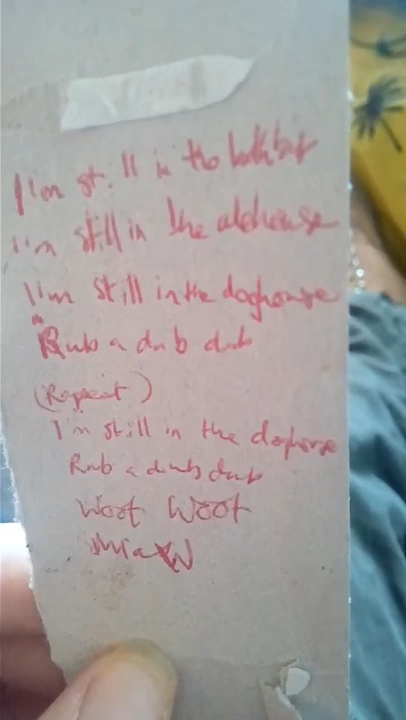 I'm still in the
I'm still in the
I'm still in the doghouse
Rub a dub dub
(Repeat)
I'm still in the doghouse
Rub a dub dub
Woof Woof
Miaow